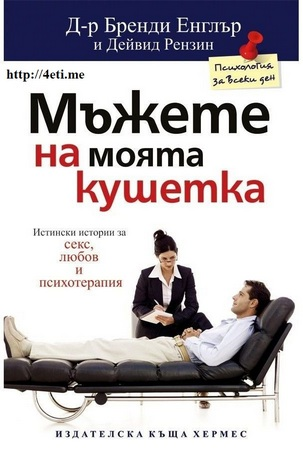 Д-р Бренди Енглър
и Дейвид Рензин
Психология
за всеки ден
http://4eti.me
Мъжете
на моята
кушетка
Истински истории за
секс,
любов
и
психотерапия
ИЗДАТЕЛСКА КЪЩА ХЕРМЕС